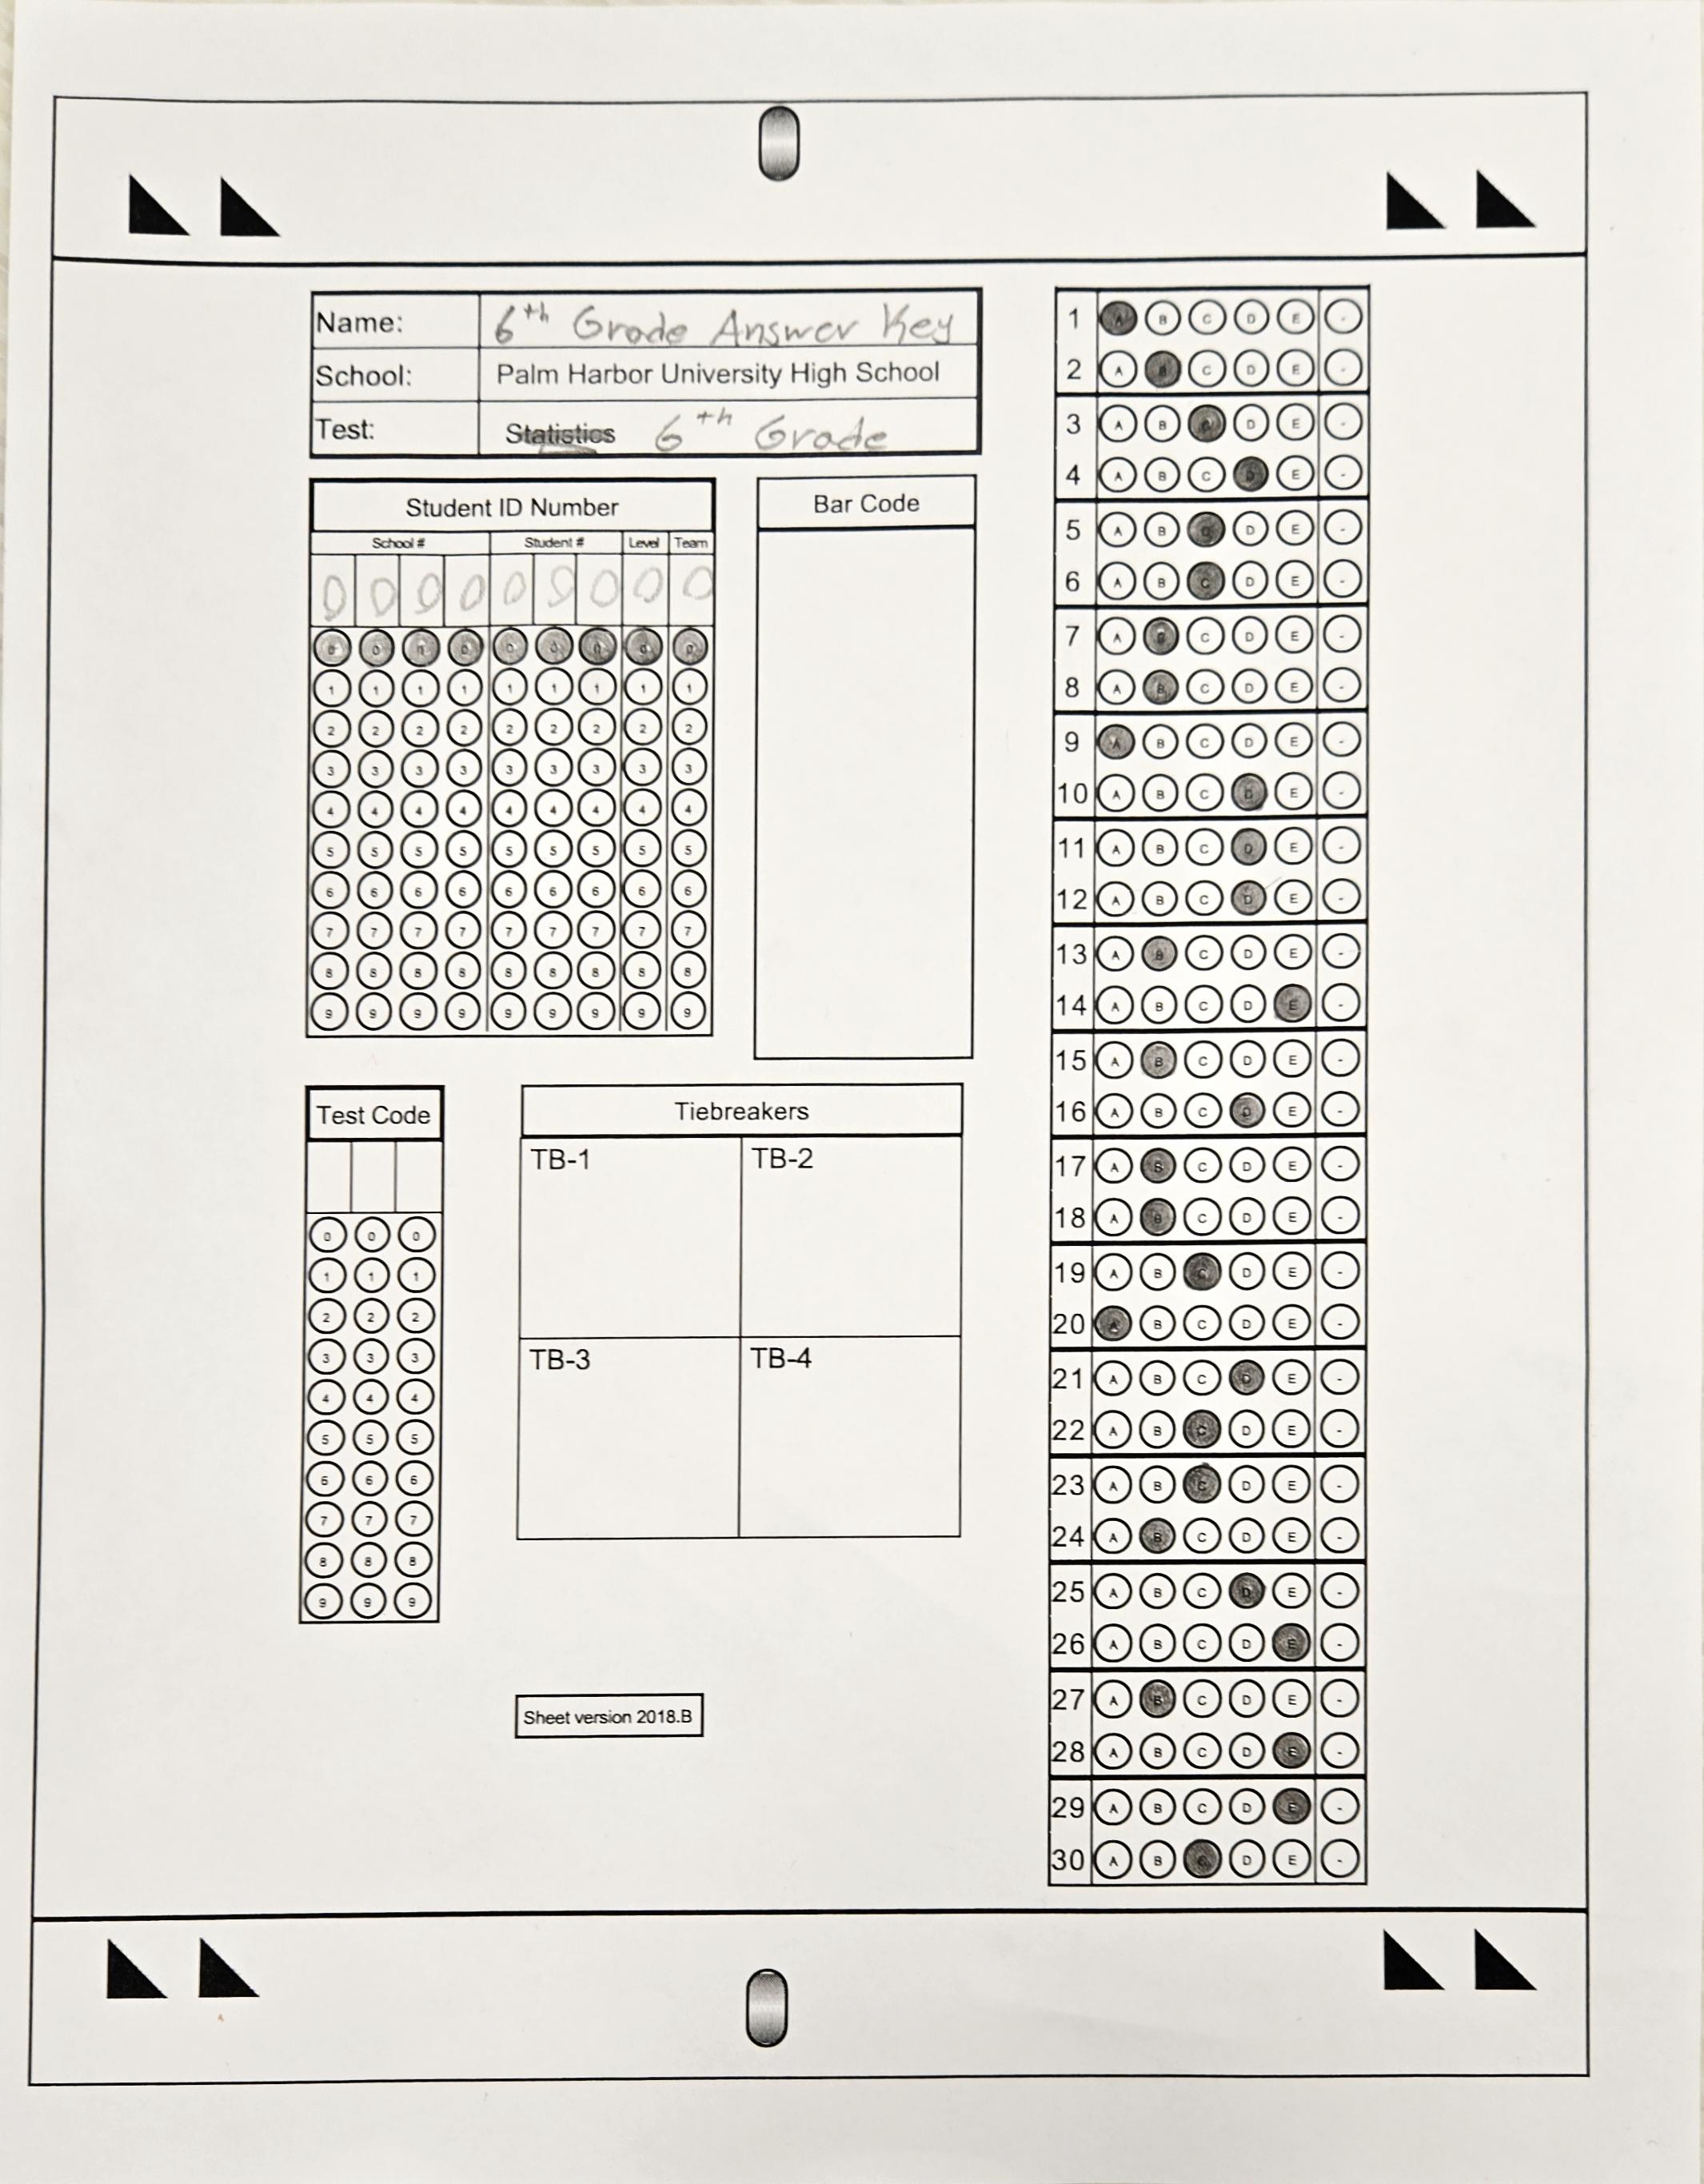 Name: 6th Grade Answer Key
School: Palm Harbor University High School
Test: Statistics 6th Grade
Student ID Number
School # Student # Level Team
0 0 0 0 0 0 0 0 0
0 0 0 0 0 0 0 0 0
1 1 1 1 1 1 1 1 1
2 2 2 2 2 2 2 2 2
3 3 3 3 3 3 3 3 3
4 4 4 4 4 4 4 4 4
5 5 5 5 5 5 5 5 5
6 6 6 6 6 6 6 6 6
7 7 7 7 7 7 7 7 7
8 8 8 8 8 8 8 8 8
9 9 9 9 9 9 9 9 9
Bar Code
Test Code
0 0 0
1 1 1
2 2 2
3 3 3
4 4 4
5 5 5
6 6 6
7 7 7
8 8 8
9 9 9
Tiebreakers
TB-1 TB-2
TB-3 TB-4
Sheet version 2018.B
1 A B C D E -
2 A B C D E -
3 A B C D E -
4 A B C D E -
5 A B C D E -
6 A B C D E -
7 A B C D E -
8 A B C D E -
9 A B C D E -
10 A B C D E -
11 A B C D E -
12 A B C D E -
13 A B C D E -
14 A B C D E -
15 A B C D E -
16 A B C D E -
17 A B C D E -
18 A B C D E -
19 A B C D E -
20 A B C D E -
21 A B C D E -
22 A B C D E -
23 A B C D E -
24 A B C D E -
25 A B C D E -
26 A B C D E -
27 A B C D E -
28 A B C D E -
29 A B C D E -
30 A B C D E -